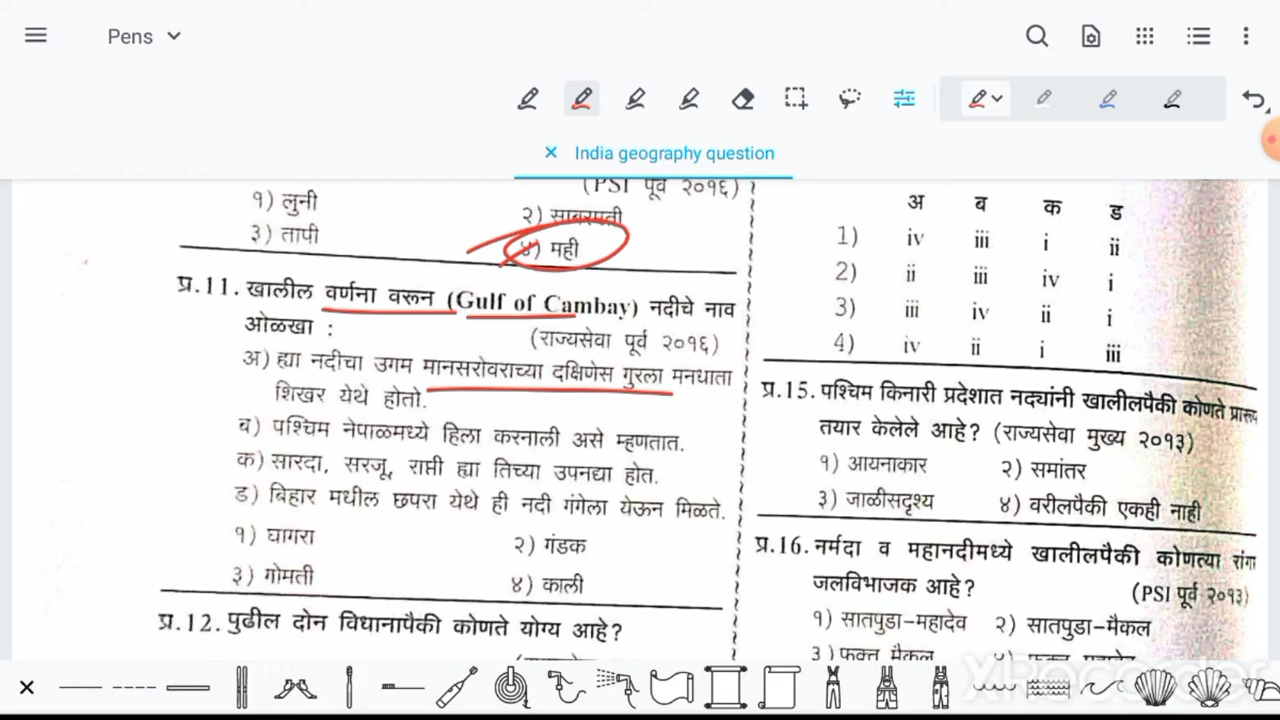 Pens
India geography question
(PSI पूर्व २०१६)
१) लुनी
२) साबरमती
३) तापी
४) मही
प्र.11. खालील वर्णना वरून (Gulf of Cambay) नदीचे नाव
ओळखा :
(राज्यसेवा पूर्व २०१६)
अ) ह्या नदीचा उगम मानसरोवराच्या दक्षिणेस गुरला मनधाता
शिखर येथे होतो.
ब) पश्चिम नेपाळमध्ये हिला करनाली असे म्हणतात.
क) सारदा, सरजू, राप्ती ह्या तिच्या उपनद्या होत.
ड) बिहार मधील छपरा येथे ही नदी गंगेला येऊन मिळते.
१) घागरा
२) गंडक
३) गोमती
४) काली
प्र.12. पुढील दोन विधानापैकी कोणते योग्य आहे?
अ ब क ड
1) iv iii i ii
2) ii iii iv i
3) iii iv ii i
4) iv ii i iii
प्र.15. पश्चिम किनारी प्रदेशात नद्यांनी खालीलपैकी कोणते
तयार केलेले आहे? (राज्यसेवा मुख्य २०१३)
१) आयनाकार
२) समांतर
३) जाळीसदृश्य
४) वरीलपैकी एकही नाही
प्र.16. नर्मदा व महानदीमध्ये खालीलपैकी कोणत्या रांगा
जलविभाजक आहे?
(PSI पूर्व २०१३)
१) सातपुडा-महादेव
२) सातपुडा-मैकल
३) फक्त मैकल
XRecorder